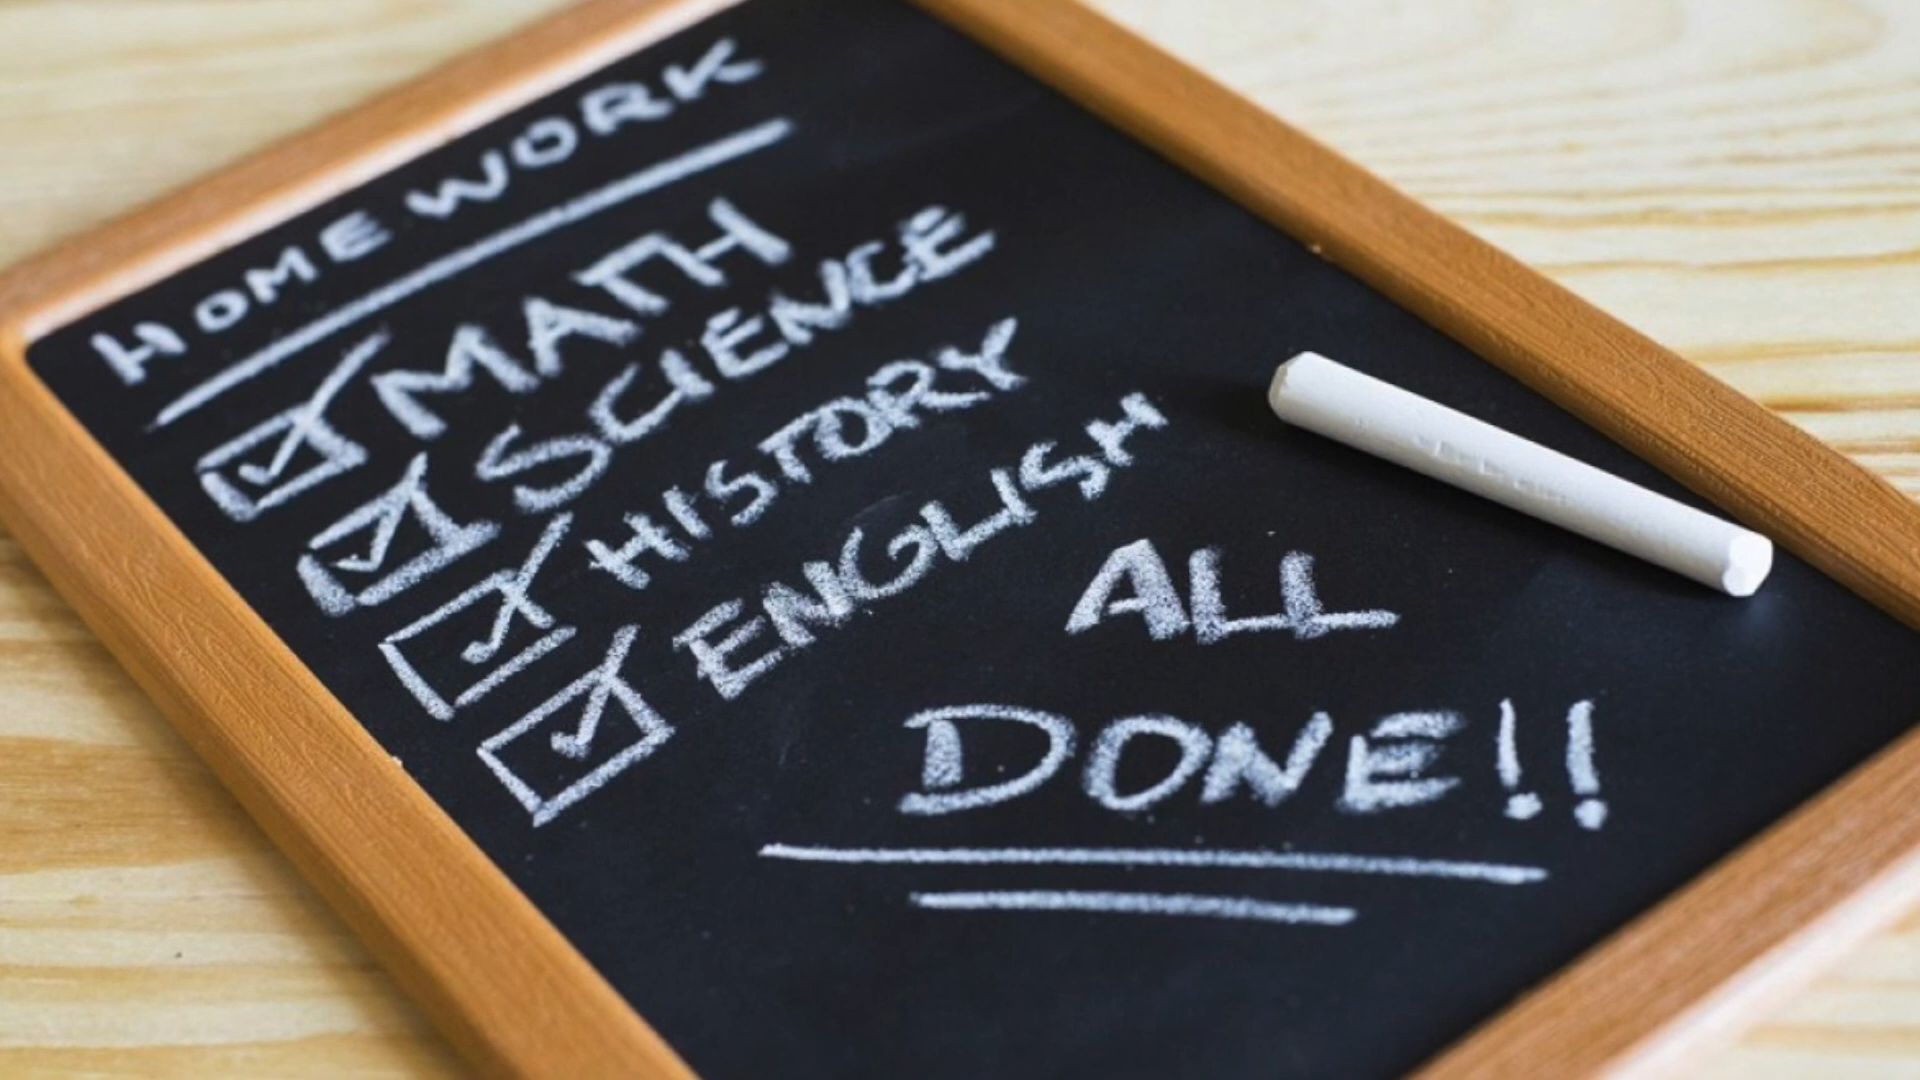 HOME WORK
MATH
SCIENCE
HISTORY
ENGLISH
ALL
DONE!!